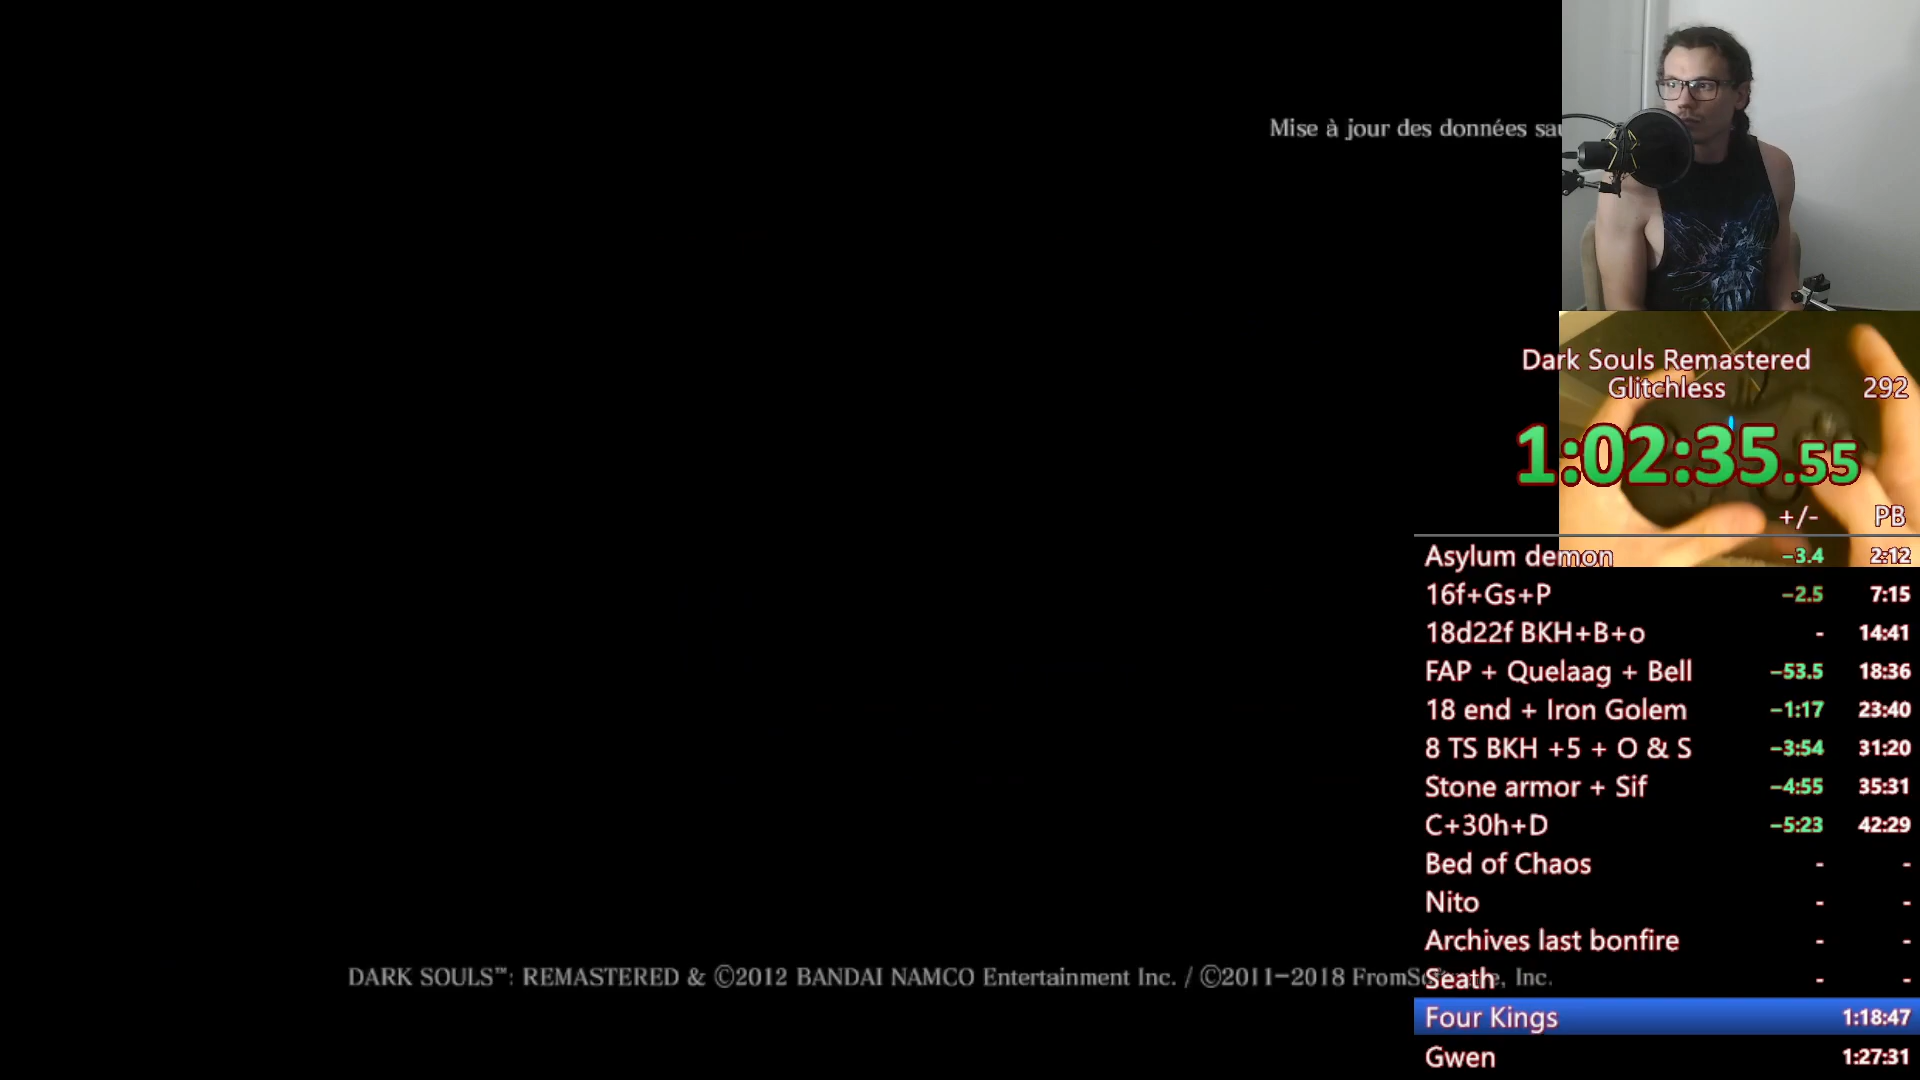 Mise à jour des données sau
Dark Souls Remastered
Glitchless 292
1:02:35.55
+/- PB
Asylum demon -3.4 2:12
16f+Gs+P -2.5 7:15
18d22f BKH+B+o - 14:41
FAP + Quelaag + Bell -53.5 18:36
18 end + Iron Golem -1:17 23:40
8 TS BKH +5 + O & S -3:54 31:20
Stone armor + Sif -4:55 35:31
C+30h+D -5:23 42:29
Bed of Chaos - -
Nito - -
Archives last bonfire - -
Seath - -
DARK SOULS™: REMASTERED & ©2012 BANDAI NAMCO Entertainment Inc. / ©2011-2018 , Inc.
Four Kings 1:18:47
Gwen 1:27:31